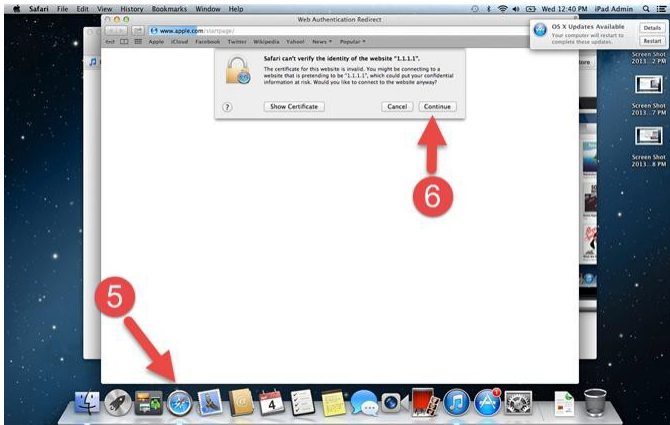 Safari File Edit View History Bookmarks Window Help Wed 12:40 PM iPad Admin
Web Authentication Redirect
www.apple.com/startpage/
Apple iCloud Facebook Twitter Wikipedia Yahoo! News Popular
OS X Updates Available
Your computer will restart to
complete these updates.
Details
Restart
Safari can't verify the identity of the website "1.1.1.1".
The certificate for this website is invalid. You might be connecting to a
website that is pretending to be "1.1.1.1", which could put your confidential
information at risk. Would you like to connect to the website anyway?
? Show Certificate Cancel Continue
Screen Shot
2013...2 PM
Screen Shot
2013...7 PM
Screen Shot
2013...8 PM
6
5
4